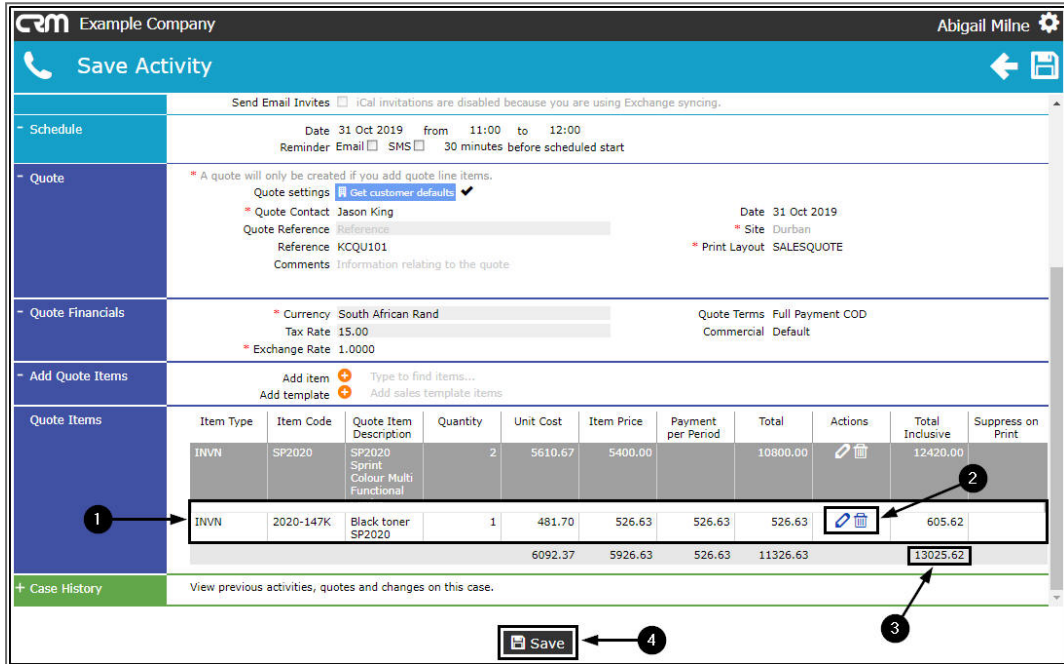 CRM Example Company
Abigail Milne
Save Activity
Send Email Invites iCal invitations are disabled because you are using Exchange syncing.
- Schedule
Date 31 Oct 2019 from 11:00 to 12:00
Reminder Email SMS 30 minutes before scheduled start
- Quote
* A quote will only be created if you add quote line items.
Quote settings Get customer defaults
* Quote Contact Jason King Date 31 Oct 2019
Quote Reference Reference * Site Durban
Reference KCQU101 * Print Layout SALESQUOTE
Comments Information relating to the quote
- Quote Financials
* Currency South African Rand Quote Terms Full Payment COD
Tax Rate 15.00 Commercial Default
* Exchange Rate 1.0000
- Add Quote Items
Add item Type to find items...
Add template Add sales template items
Quote Items
Item Type Item Code Quote Item Description Quantity Unit Cost Item Price Payment per Period Total Actions Total Inclusive Suppress on Print
INVN SP2020 SP2020 2 5610.67 5400.00 10800.00 12420.00
Sprint
Colour Multi
Functional
2
1
INVN 2020-147K Black toner 1 481.70 526.63 526.63 526.63 605.62
SP2020
6092.37 5926.63 526.63 11326.63 13025.62
+ Case History
View previous activities, quotes and changes on this case.
3
Save
4